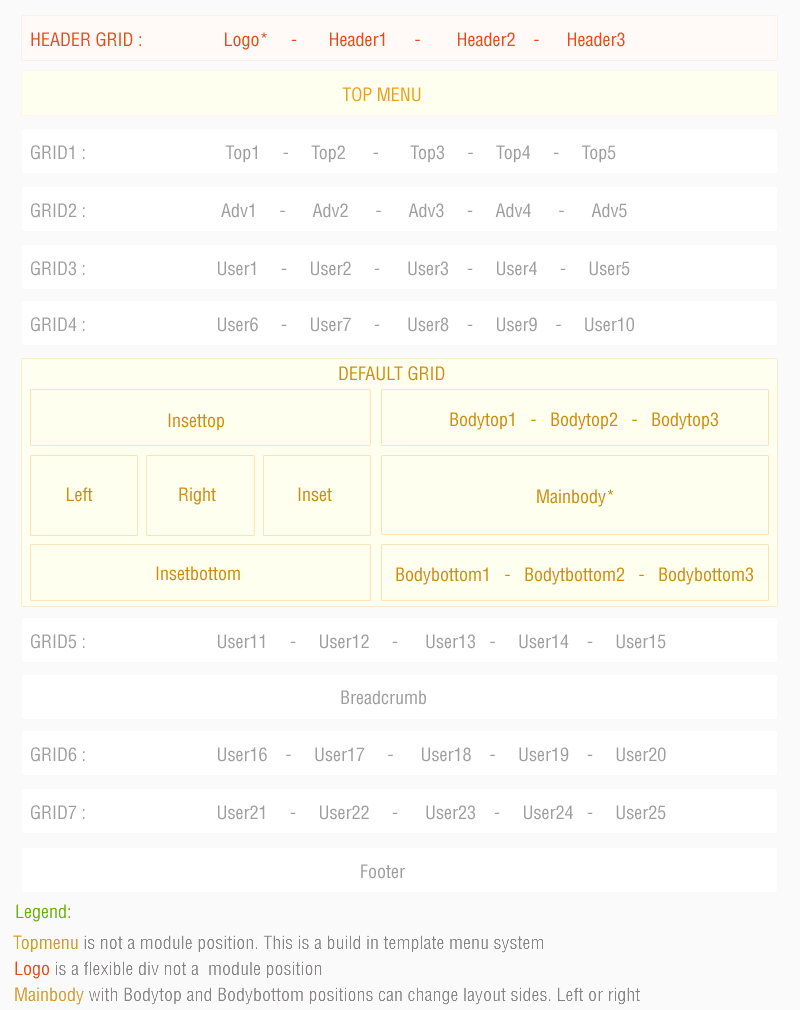 HEADER GRID : Logo* - Header1 - Header2 - Header3
TOP MENU
GRID1 : Top1 - Top2 - Top3 - Top4 - Top5
GRID2 : Adv1 - Adv2 - Adv3 - Adv4 - Adv5
GRID3 : User1 - User2 - User3 - User4 - User5
GRID4 : User6 - User7 - User8 - User9 - User10
DEFAULT GRID
Insettop
Bodytop1 - Bodytop2 - Bodytop3
Left
Right
Inset
Mainbody*
Insetbottom
Bodybottom1 - Bodytbottom2 - Bodybottom3
GRID5 : User11 - User12 - User13 - User14 - User15
Breadcrumb
GRID6 : User16 - User17 - User18 - User19 - User20
GRID7 : User21 - User22 - User23 - User24 - User25
Footer
Legend:
Topmenu is not a module position. This is a build in template menu system
Logo is a flexible div not a module position
Mainbody with Bodytop and Bodybottom positions can change layout sides. Left or right